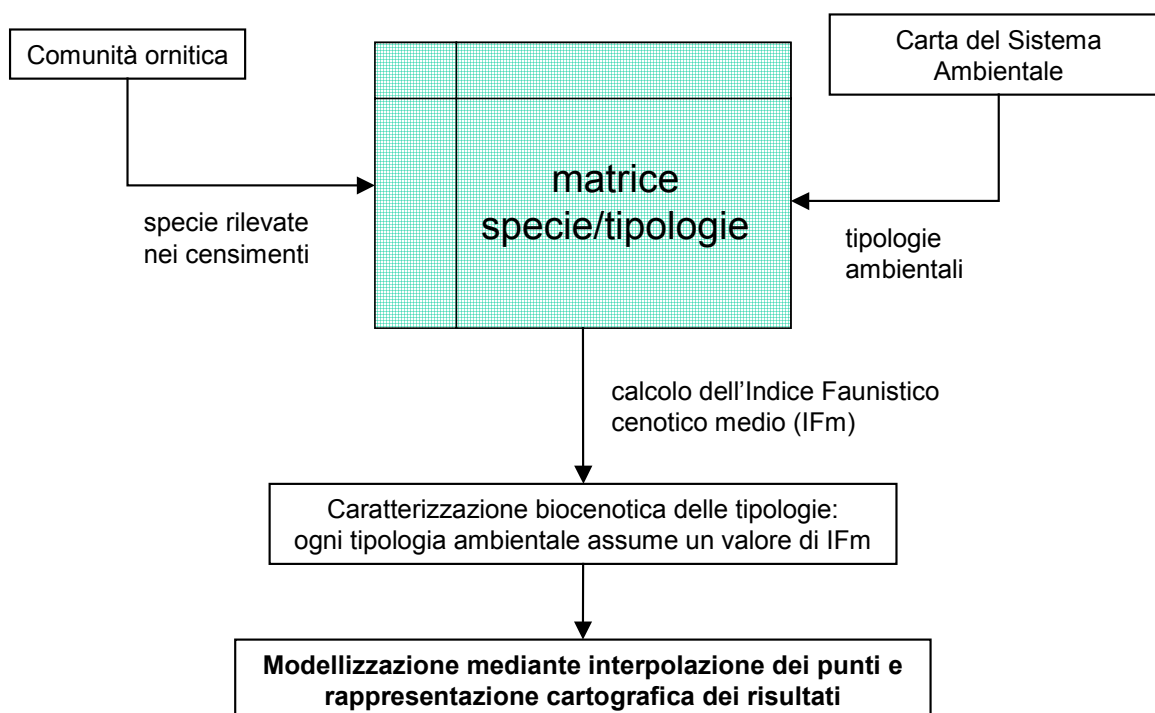 Comunità ornitica
Carta del Sistema
Ambientale
matrice
specie/tipologie
specie rilevate
nei censimenti
tipologie
ambientali
calcolo dell’Indice Faunistico
cenotico medio (IFm)
Caratterizzazione biocenotica delle tipologie:
ogni tipologia ambientale assume un valore di IFm
Modellizzazione mediante interpolazione dei punti e
rappresentazione cartografica dei risultati